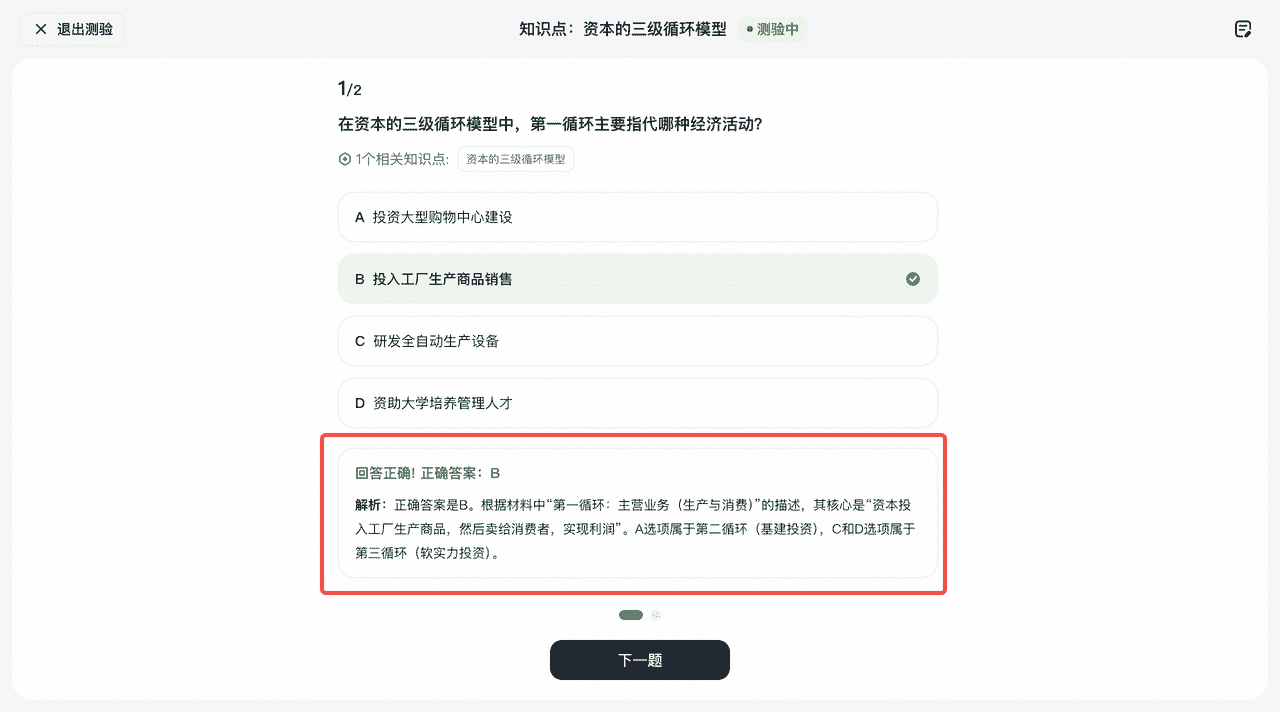 退出测验
知识点：资本的三级循环模型
测验中
1/2
在资本的三级循环模型中，第一循环主要指代哪种经济活动？
1个相关知识点:
资本的三级循环模型
A 投资大型购物中心建设
B 投入工厂生产商品销售
C 研发全自动生产设备
D 资助大学培养管理人才
回答正确! 正确答案：B
解析：正确答案是B。根据材料中“第一循环：主营业务（生产与消费）”的描述，其核心是“资本投
入工厂生产商品，然后卖给消费者，实现利润”。A选项属于第二循环（基建投资），C和D选项属于
第三循环（软实力投资）。
下一题